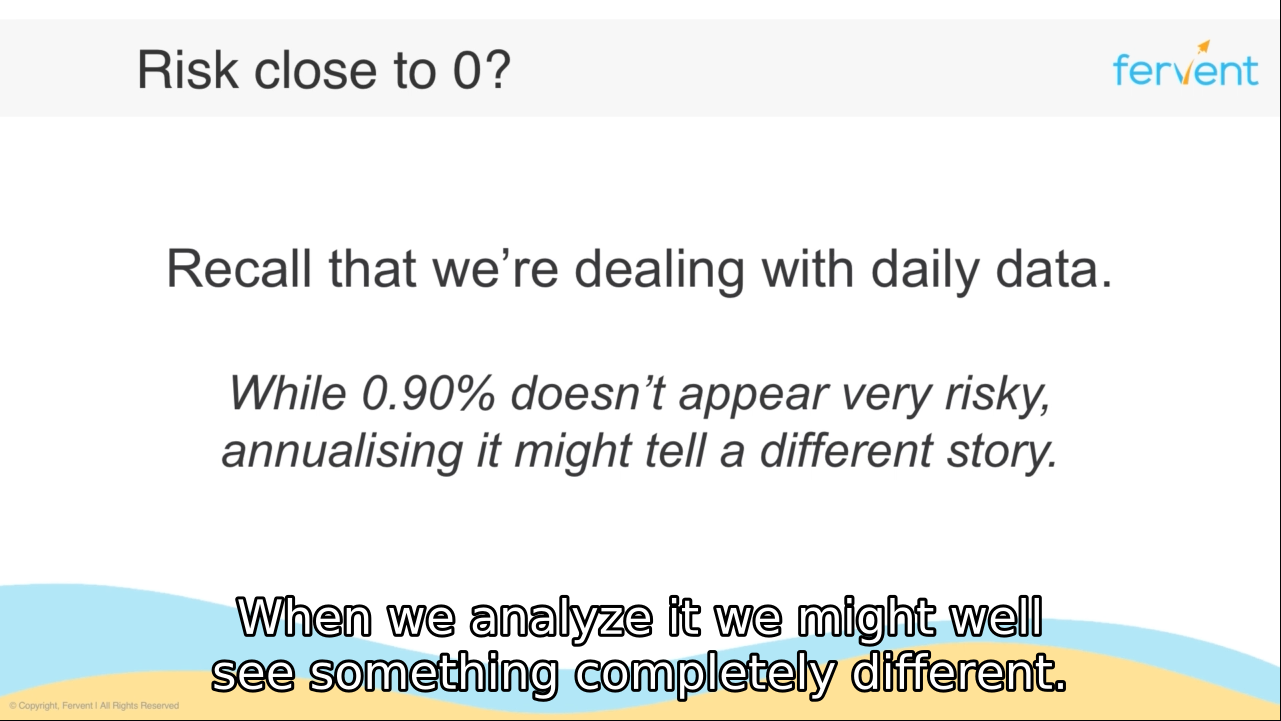 Risk close to 0?
fervent
Recall that we’re dealing with daily data.
While 0.90% doesn’t appear very risky,
annualising it might tell a different story.
When we analyze it we might well
see something completely different.
© Copyright, Fervent | All Rights Reserved